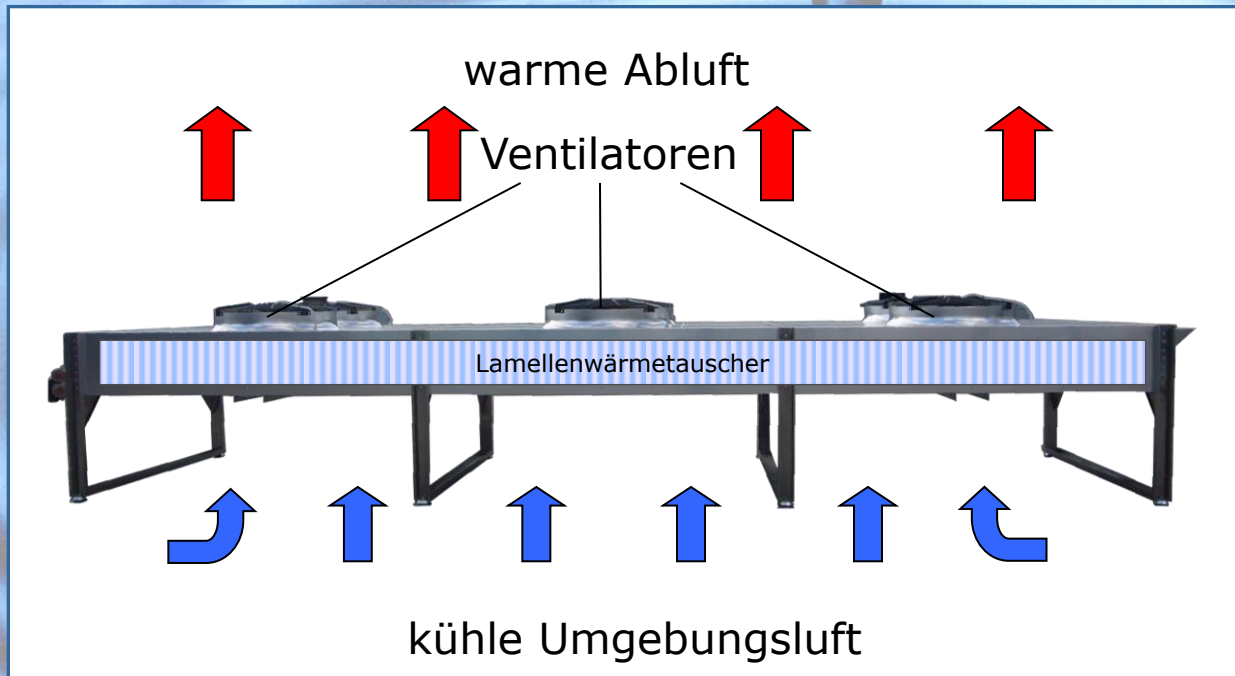 warme Abluft
Ventilatoren
Lamellenwärmetauscher
kühle Umgebungsluft